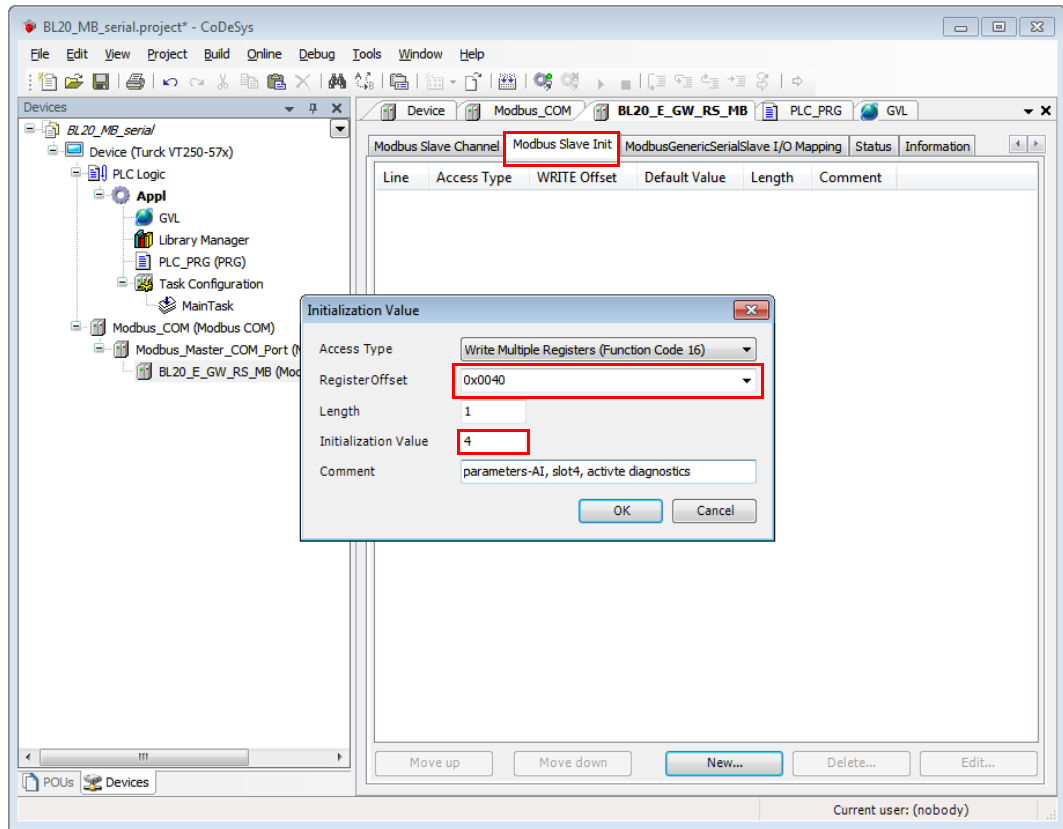 BL20_MB_serial.project* - CoDeSys
File Edit View Project Build Online Debug Tools Window Help
Devices
BL20_MB_serial
Device (Turck VT250-57x)
PLC Logic
Appl
GVL
Library Manager
PLC_PRG (PRG)
Task Configuration
MainTask
Modbus_COM (Modbus COM)
Modbus_Master_COM_Port (
BL20_E_GW_RS_MB (Moc
POUs Devices
Device Modbus_COM BL20_E_GW_RS_MB PLC_PRG GVL
Modbus Slave Channel Modbus Slave Init ModbusGenericSerialSlave I/O Mapping Status Information
Line Access Type WRITE Offset Default Value Length Comment
Initialization Value
Access Type Write Multiple Registers (Function Code 16)
RegisterOffset 0x0040
Length 1
Initialization Value 4
Comment parameters-AI, slot4, activte diagnostics
OK Cancel
Move up Move down New... Delete... Edit...
Current user: (nobody)